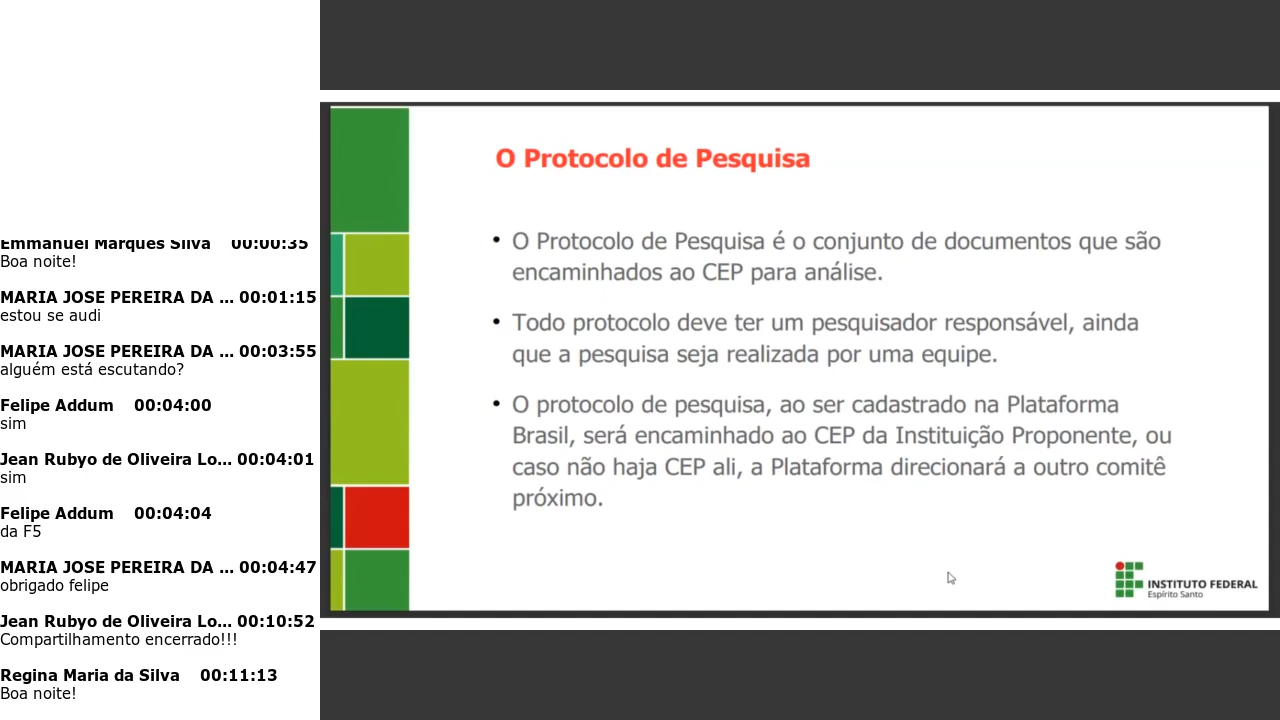 Emmanuel Marques Silva 00:00:35
Boa noite!
MARIA JOSE PEREIRA DA ... 00:01:15
estou se audi
MARIA JOSE PEREIRA DA ... 00:03:55
alguém está escutando?
Felipe Addum 00:04:00
sim
Jean Rubyo de Oliveira Lo... 00:04:01
sim
Felipe Addum 00:04:04
da F5
MARIA JOSE PEREIRA DA ... 00:04:47
obrigado felipe
Jean Rubyo de Oliveira Lo... 00:10:52
Compartilhamento encerrado!!!
Regina Maria da Silva 00:11:13
Boa noite!
O Protocolo de Pesquisa
• O Protocolo de Pesquisa é o conjunto de documentos que são
encaminhados ao CEP para análise.
• Todo protocolo deve ter um pesquisador responsável, ainda
que a pesquisa seja realizada por uma equipe.
• O protocolo de pesquisa, ao ser cadastrado na Plataforma
Brasil, será encaminhado ao CEP da Instituição Proponente, ou
caso não haja CEP ali, a Plataforma direcionará a outro comitê
próximo.
INSTITUTO FEDERAL
Espírito Santo